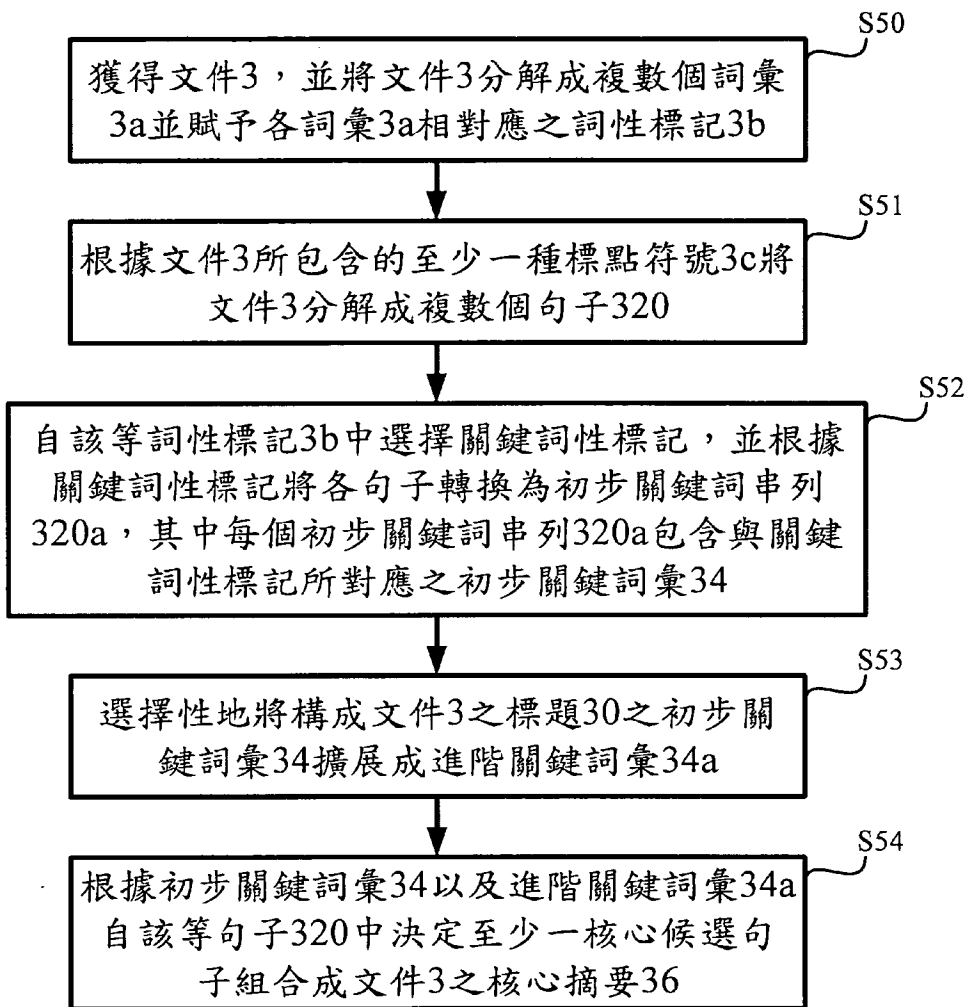 S50
獲得文件3，並將文件3分解成複數個詞彙
3a並賦予各詞彙3a相對應之詞性標記3b
S51
根據文件3所包含的至少一種標點符號3c將
文件3分解成複數個句子320
S52
自該等詞性標記3b中選擇關鍵詞性標記，並根據
關鍵詞性標記將各句子轉換為初步關鍵詞串列
320a，其中每個初步關鍵詞串列320a包含與關鍵
詞性標記所對應之初步關鍵詞彙34
S53
選擇性地將構成文件3之標題30之初步關
鍵詞彙34擴展成進階關鍵詞彙34a
S54
根據初步關鍵詞彙34以及進階關鍵詞彙34a
自該等句子320中決定至少一核心候選句
子組合成文件3之核心摘要36